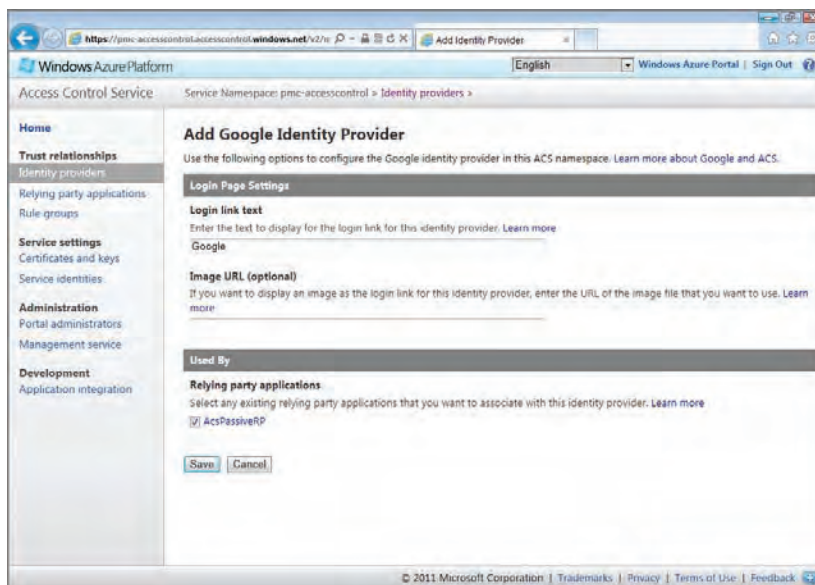 https://pmc-accesscontrol.accesscontrol.windows.net/v2/
Add Identity Provider
Windows Azure Platform
English
Windows Azure Portal | Sign Out
Access Control Service
Service Namespace: pmc-accesscontrol » Identity providers »
Home
Trust relationships
Identity providers
Relying party applications
Rule groups
Service settings
Certificates and keys
Service identities
Administration
Portal administrators
Management service
Development
Application integration
Add Google Identity Provider
Use the following options to configure the Google identity provider in this ACS namespace. Learn more about Google and ACS.
Login Page Settings
Login link text
Enter the text to display for the login link for this identity provider. Learn more
Google
Image URL (optional)
If you want to display an image as the login link for this identity provider, enter the URL of the image file that you want to use. Learn
more
Used By
Relying party applications
Select any existing relying party applications that you want to associate with this identity provider. Learn more
AcsPassiveRP
Save Cancel
© 2011 Microsoft Corporation | Trademarks | Privacy | Terms of Use | Feedback